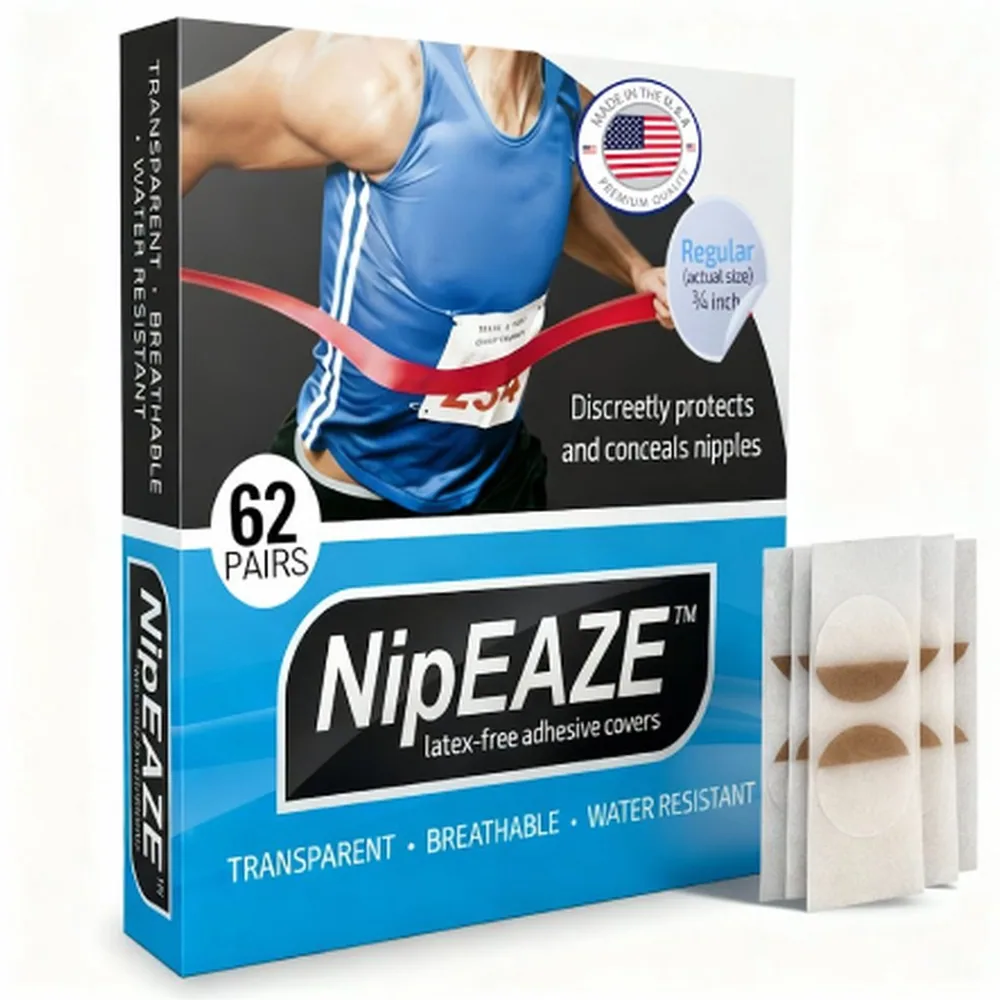 TRANSPARENT • BREATHABLE
• WATER RESISTANT
MADE IN THE U.S.A
PREMIUM QUALITY
Regular
(actual size)
¾ inch
Discreetly protects
and conceals nipples
62
PAIRS
NipEAZE™
latex-free adhesive covers
TRANSPARENT • BREATHABLE • WATER RESISTANT
NipEAZE™